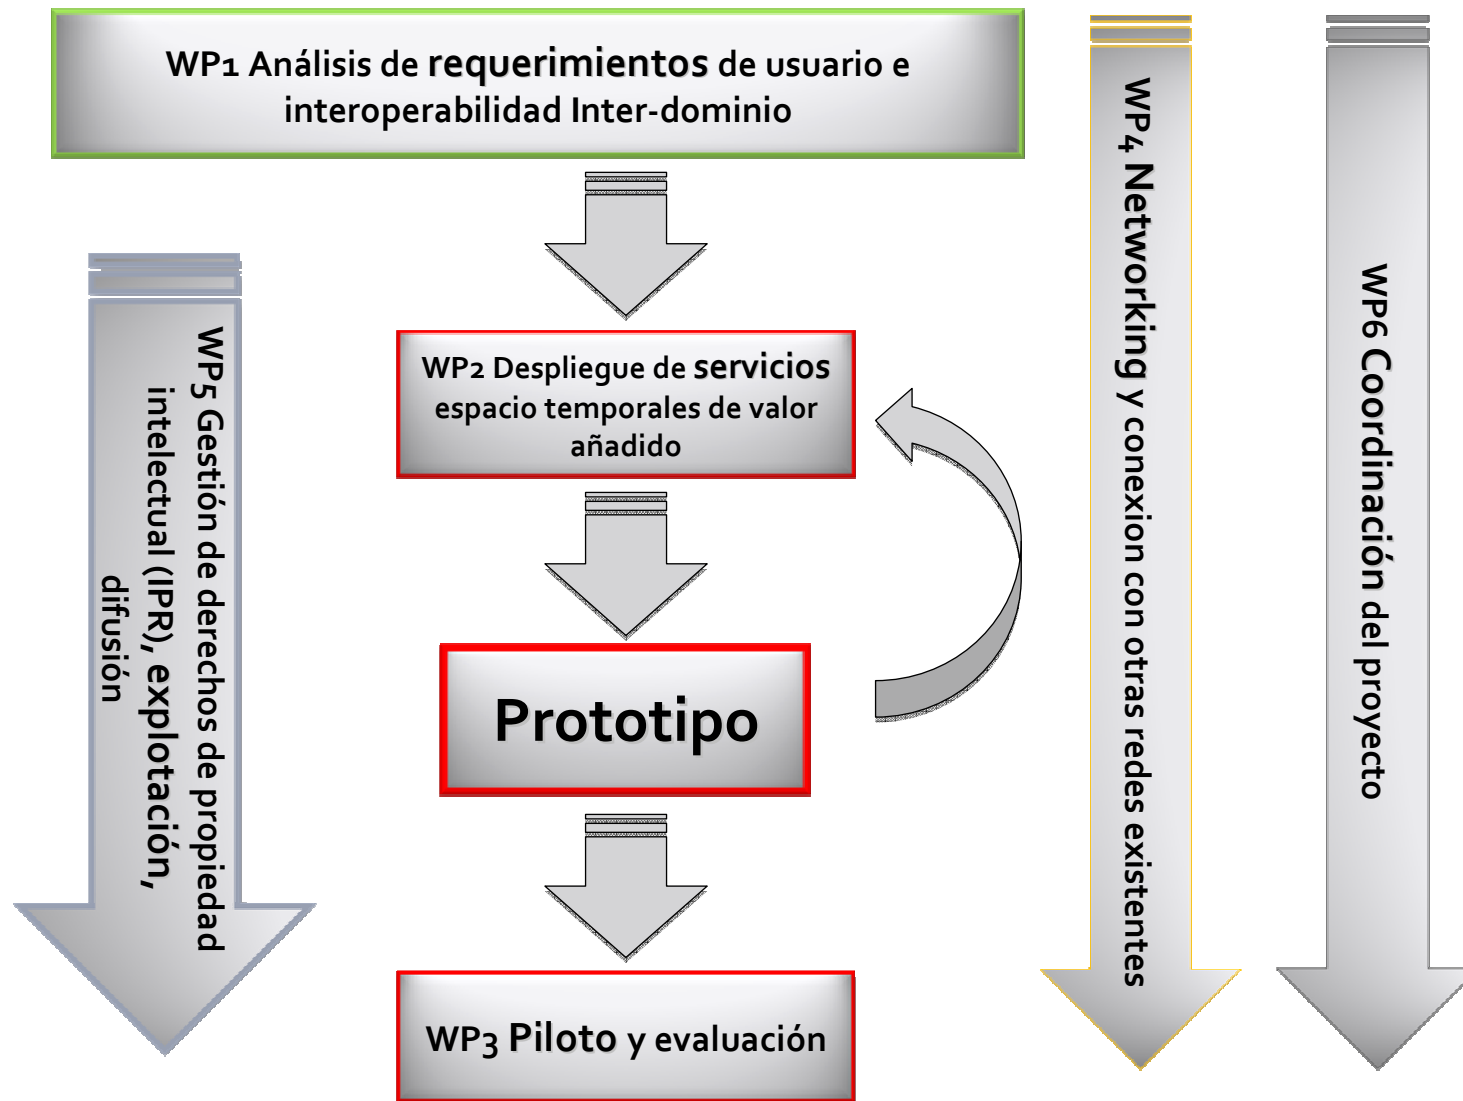 WP1 Análisis de requerimientos de usuario e
interoperabilidad Inter-dominio
WP2 Despliegue de servicios
espacio temporales de valor
añadido
Prototipo
WP3 Piloto y evaluación
WP5 Gestión de derechos de propiedad
intelectual (IPR), explotación,
difusión
WP4 Networking y conexion con otras redes existentes
WP6 Coordinación del proyecto